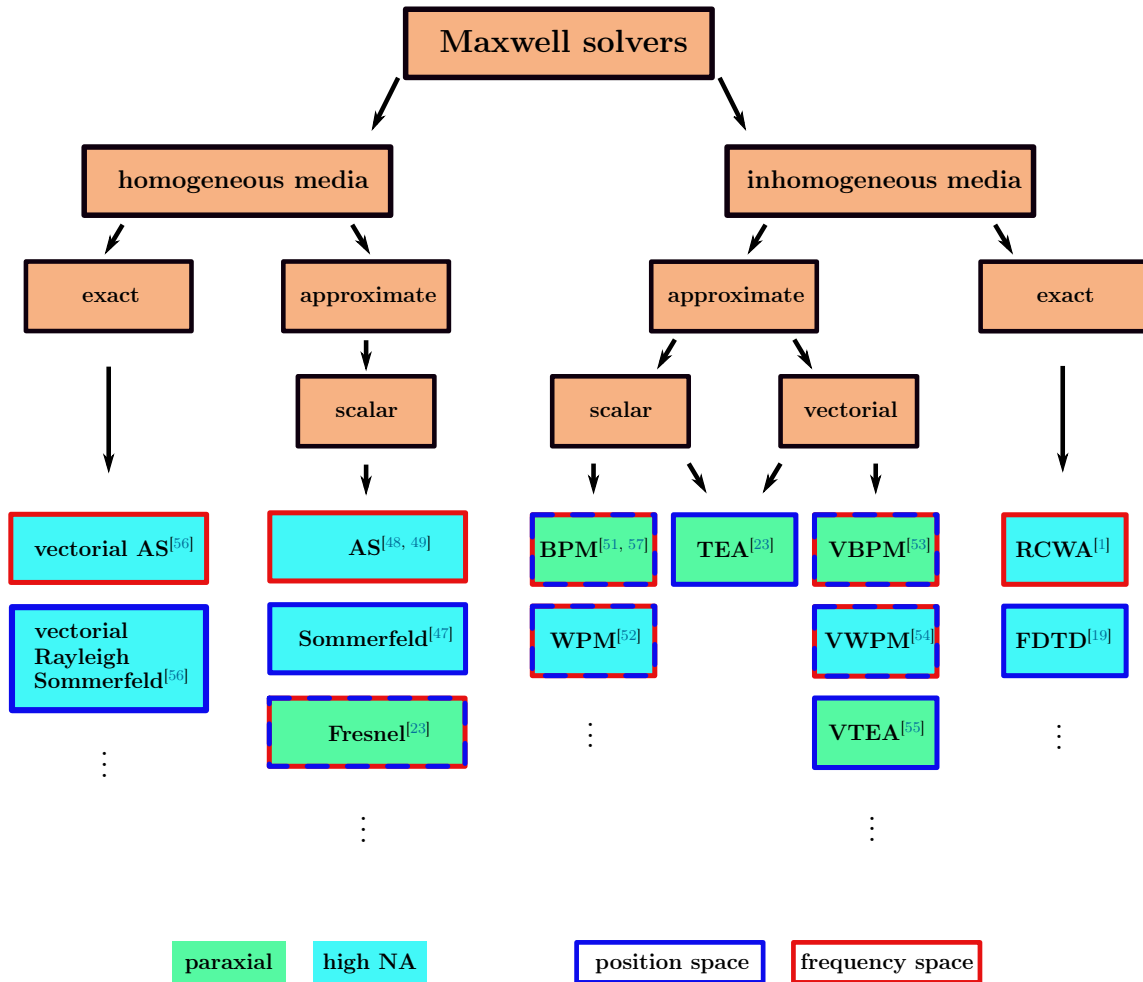 Maxwell solvers
homogeneous media
inhomogeneous media
exact
approximate
approximate
exact
scalar
scalar
vectorial
vectorial AS[56]
AS[48, 49]
BPM[51, 57]
TEA[23]
VBPM[53]
RCWA[1]
vectorial
Rayleigh
Sommerfeld[56]
Sommerfeld[47]
WPM[52]
VWPM[54]
FDTD[19]
Fresnel[23]
VTEA[55]
paraxial
high NA
position space
frequency space